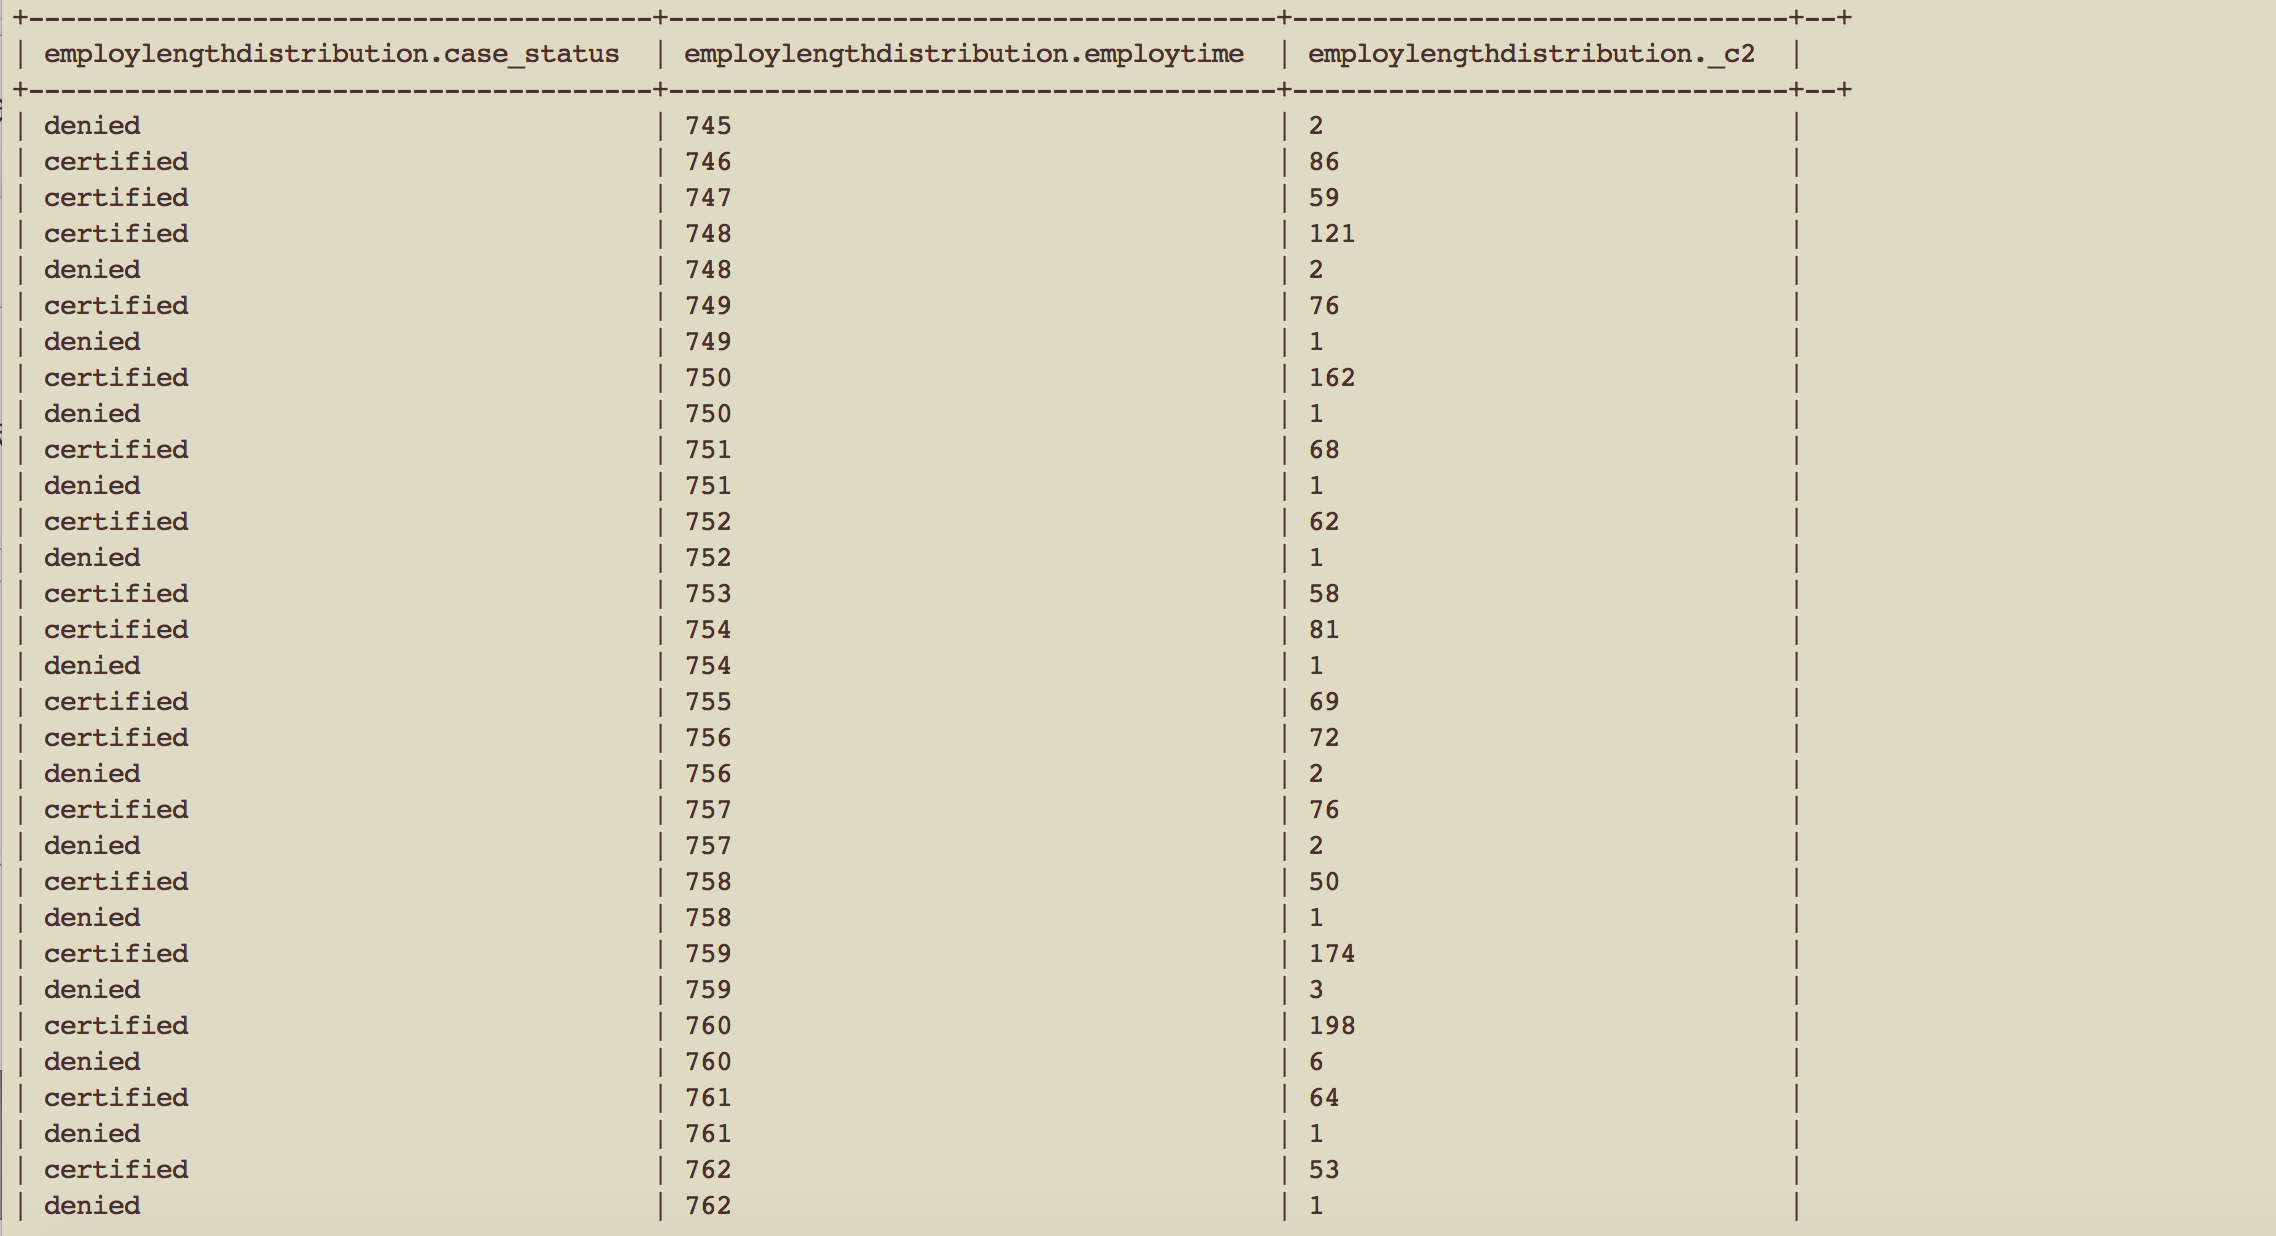 +---------------------------------------+--------------------------------------+-------------------------------+--+
| employlengthdistribution.case_status | employlengthdistribution.employtime | employlengthdistribution._c2 |
+---------------------------------------+--------------------------------------+-------------------------------+--+
| denied | 745 | 2 |
| certified | 746 | 86 |
| certified | 747 | 59 |
| certified | 748 | 121 |
| denied | 748 | 2 |
| certified | 749 | 76 |
| denied | 749 | 1 |
| certified | 750 | 162 |
| denied | 750 | 1 |
| certified | 751 | 68 |
| denied | 751 | 1 |
| certified | 752 | 62 |
| denied | 752 | 1 |
| certified | 753 | 58 |
| certified | 754 | 81 |
| denied | 754 | 1 |
| certified | 755 | 69 |
| certified | 756 | 72 |
| denied | 756 | 2 |
| certified | 757 | 76 |
| denied | 757 | 2 |
| certified | 758 | 50 |
| denied | 758 | 1 |
| certified | 759 | 174 |
| denied | 759 | 3 |
| certified | 760 | 198 |
| denied | 760 | 6 |
| certified | 761 | 64 |
| denied | 761 | 1 |
| certified | 762 | 53 |
| denied | 762 | 1 |